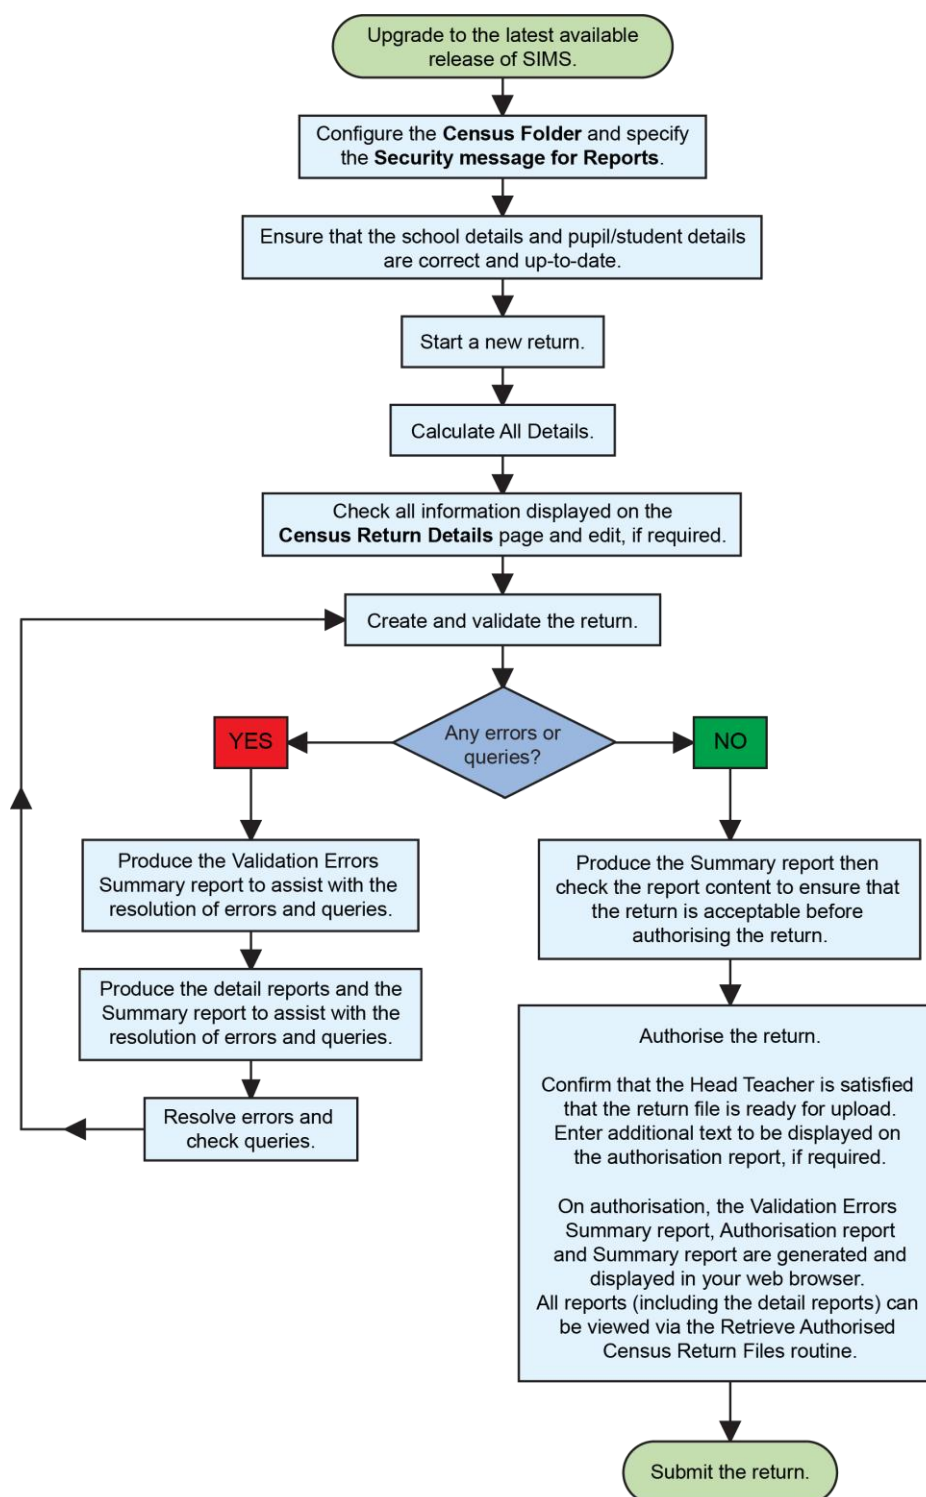 Upgrade to the latest available
release of SIMS.
Configure the Census Folder and specify
the Security message for Reports.
Ensure that the school details and pupil/student details
are correct and up-to-date.
Start a new return.
Calculate All Details.
Check all information displayed on the
Census Return Details page and edit, if required.
Create and validate the return.
Any errors or
queries?
YES
NO
Produce the Validation Errors
Summary report to assist with the
resolution of errors and queries.
Produce the detail reports and the
Summary report to assist with the
resolution of errors and queries.
Resolve errors and
check queries.
Produce the Summary report then
check the report content to ensure that
the return is acceptable before
authorising the return.
Authorise the return.
Confirm that the Head Teacher is satisfied
that the return file is ready for upload.
Enter additional text to be displayed on
the authorisation report, if required.
On authorisation, the Validation Errors
Summary report, Authorisation report
and Summary report are generated and
displayed in your web browser.
All reports (including the detail reports) can
be viewed via the Retrieve Authorised
Census Return Files routine.
Submit the return.